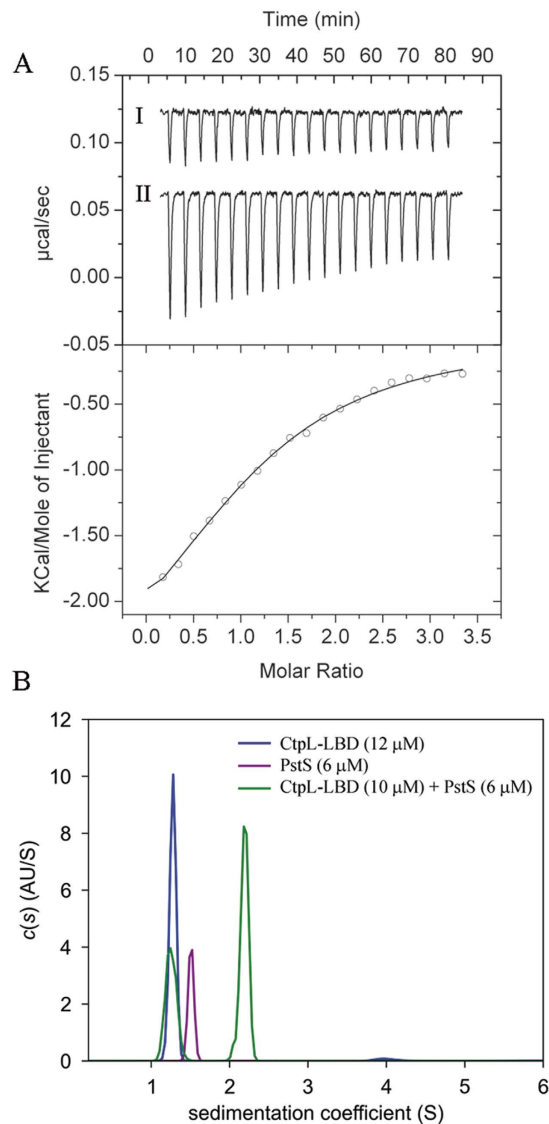 Time (min)
0 10 20 30 40 50 60 70 80 90
A
0.15
I
0.10
II
0.05
0.00
-0.05
µcal/sec
-0.50
-1.00
-1.50
-2.00
KCal/Mole of Injectant
0.0 0.5 1.0 1.5 2.0 2.5 3.0 3.5
Molar Ratio
B
12
10
8
6
4
2
0
c(s) (AU/S)
CtpL-LBD (12 µM)
PstS (6 µM)
CtpL-LBD (10 µM) + PstS (6 µM)
1 2 3 4 5 6
sedimentation coefficient (S)